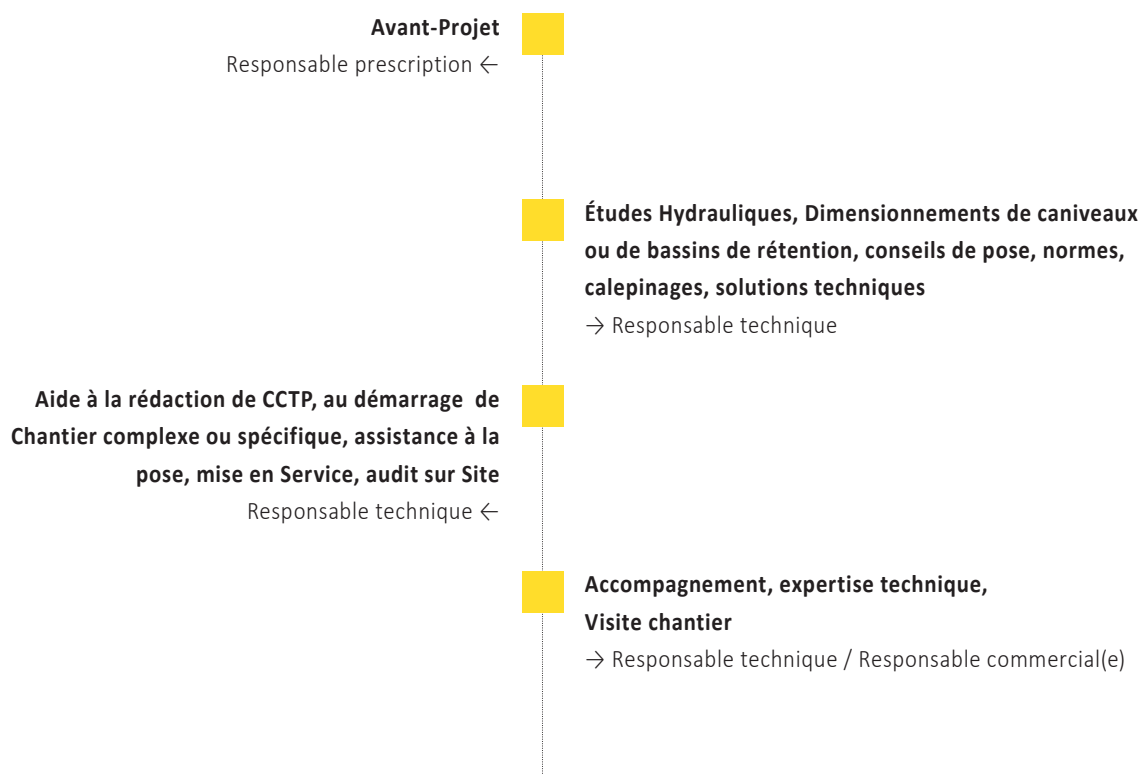 Avant-Projet
Responsable prescription ←
Études Hydrauliques, Dimensionnements de caniveaux
ou de bassins de rétention, conseils de pose, normes,
calepinages, solutions techniques
→ Responsable technique
Aide à la rédaction de CCTP, au démarrage de
Chantier complexe ou spécifique, assistance à la
pose, mise en Service, audit sur Site
Responsable technique ←
Accompagnement, expertise technique,
Visite chantier
→ Responsable technique / Responsable commercial(e)